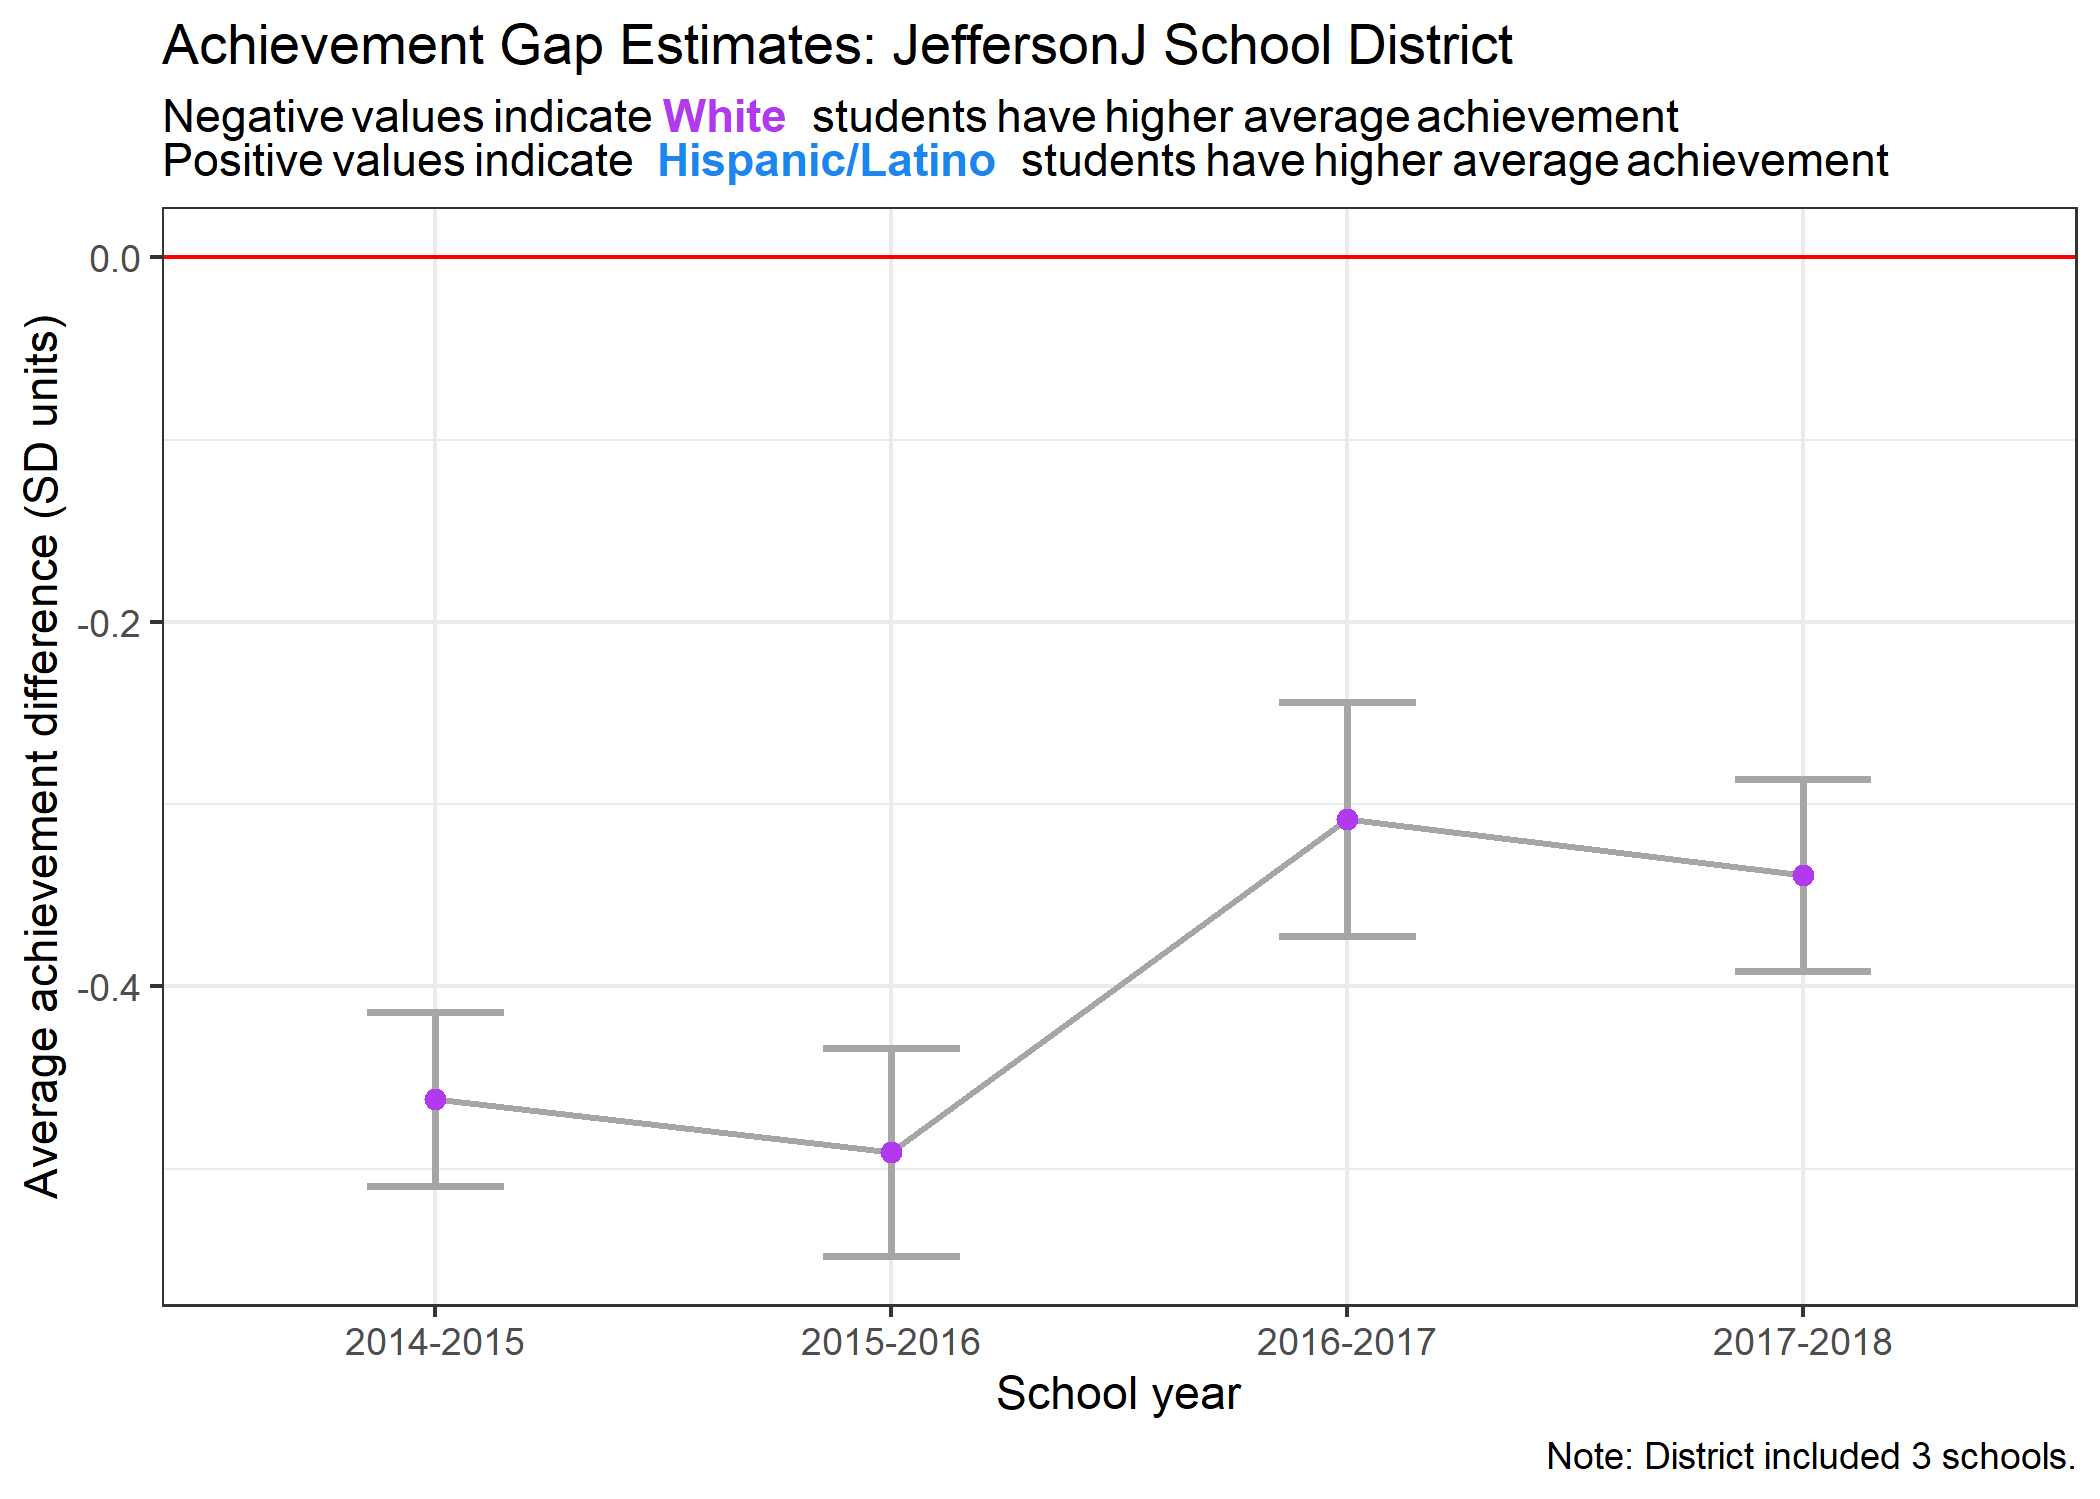 Achievement Gap Estimates: JeffersonJ School District
Negative values indicate White students have higher average achievement
Positive values indicate Hispanic/Latino students have higher average achievement
Average achievement difference (SD units)
0.0
-0.2
-0.4
2014-2015
2015-2016
2016-2017
2017-2018
School year
Note: District included 3 schools.